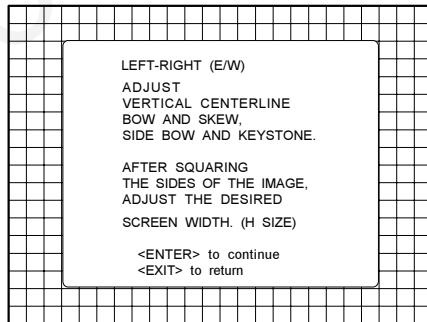 LEFT-RIGHT (E/W)
ADJUST
VERTICAL CENTERLINE
BOW AND SKEW,
SIDE BOW AND KEYSTONE.
AFTER SQUARING
THE SIDES OF THE IMAGE,
ADJUST THE DESIRED
SCREEN WIDTH. (H SIZE)
<ENTER> to continue
<EXIT> to return